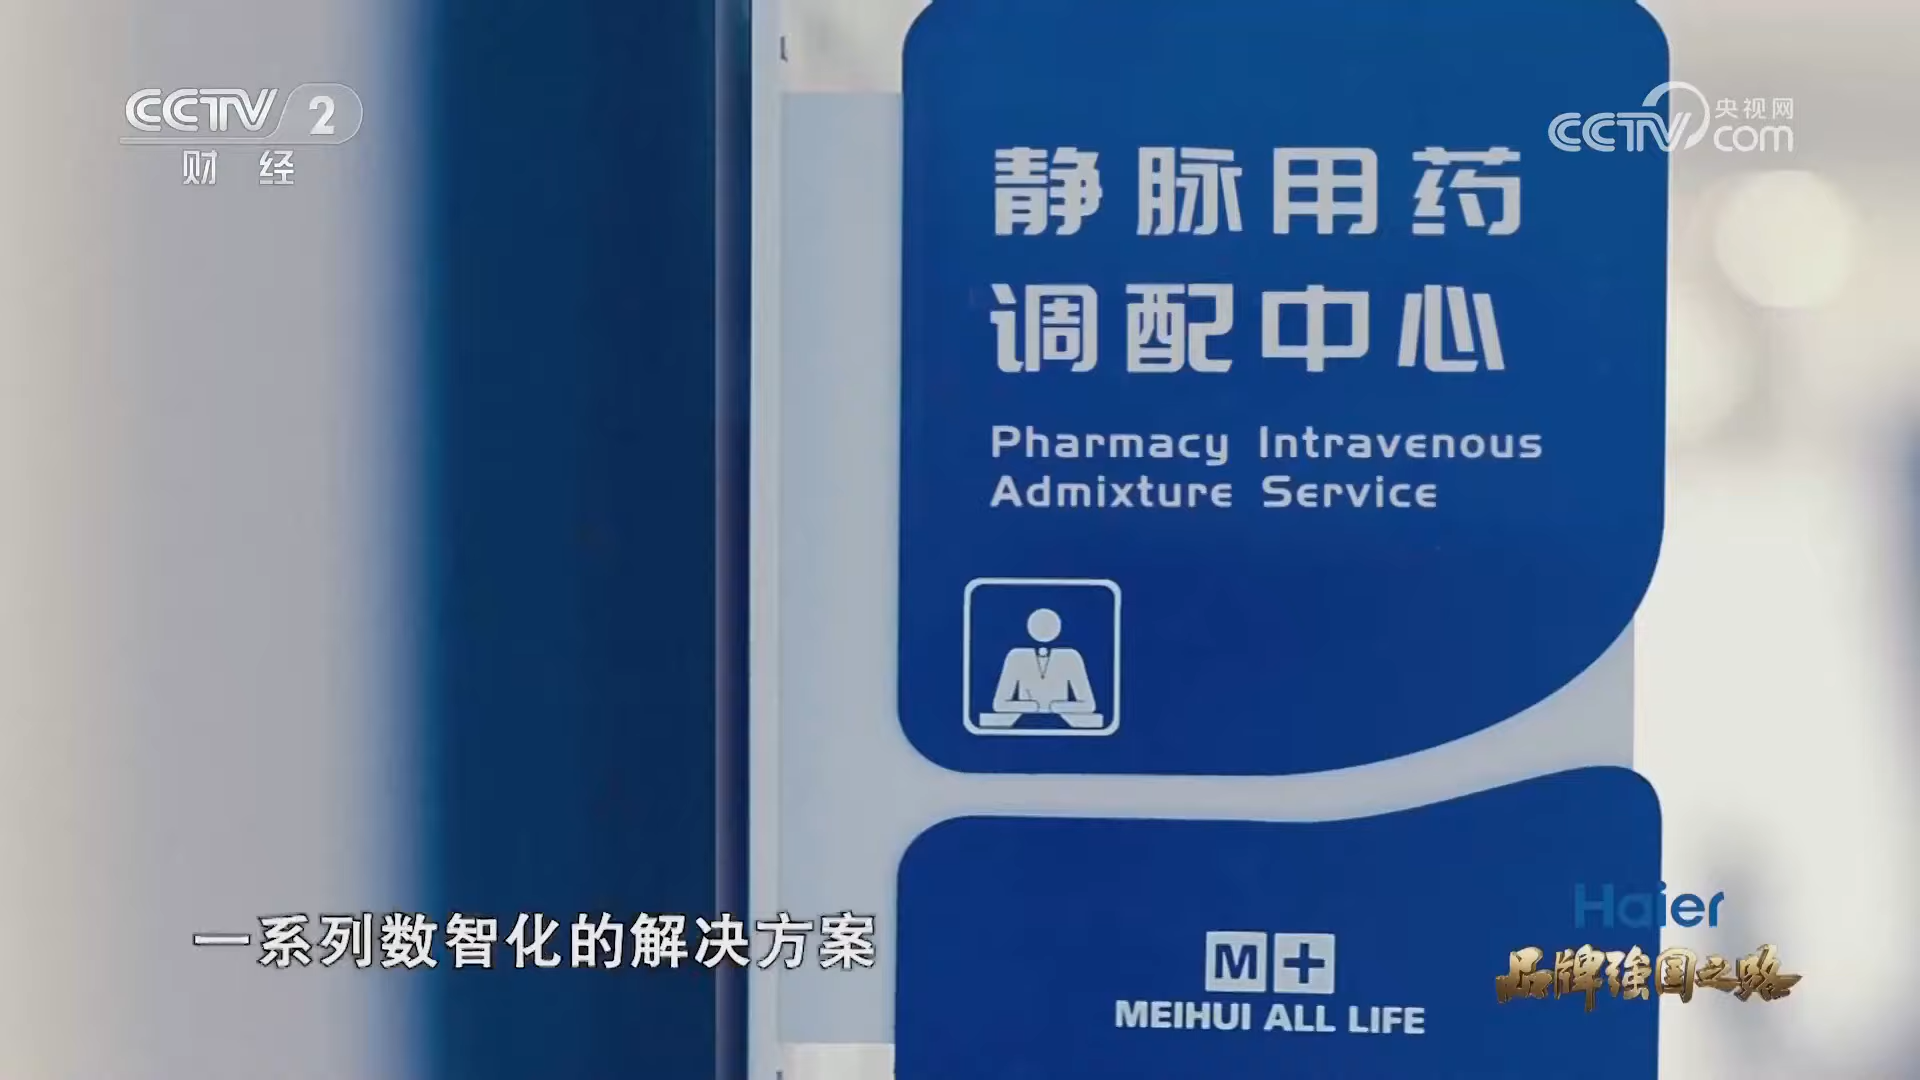 CCTV 2
财经
CCTV 央视网
com
静脉用药
调配中心
Pharmacy Intravenous
Admixture Service
M+
MEIHUI ALL LIFE
一系列数智化的解决方案
Haier
品牌强国之路